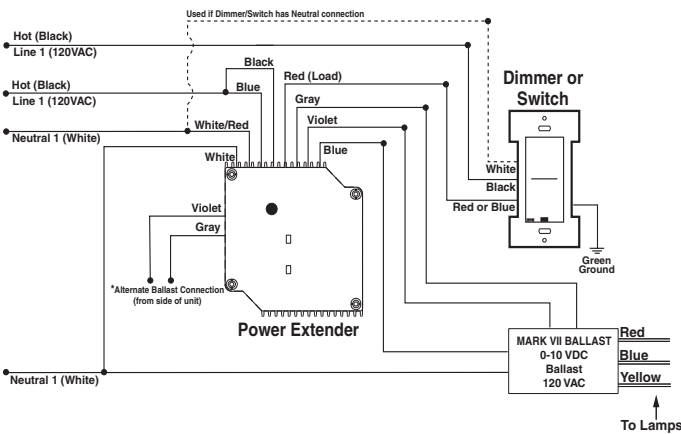 Used if Dimmer/Switch has Neutral connection
Hot (Black)
Line 1 (120VAC)
Hot (Black)
Line 1 (120VAC)
Neutral 1 (White)
Black
Blue
White/Red
White
Red (Load)
Gray
Violet
Blue
Dimmer or
Switch
White
Black
Red or Blue
Green
Ground
Violet
Gray
*Alternate Ballast Connection
(from side of unit)
Power Extender
MARK VII BALLAST
0-10 VDC
Ballast
120 VAC
Red
Blue
Yellow
Neutral 1 (White)
To Lamps